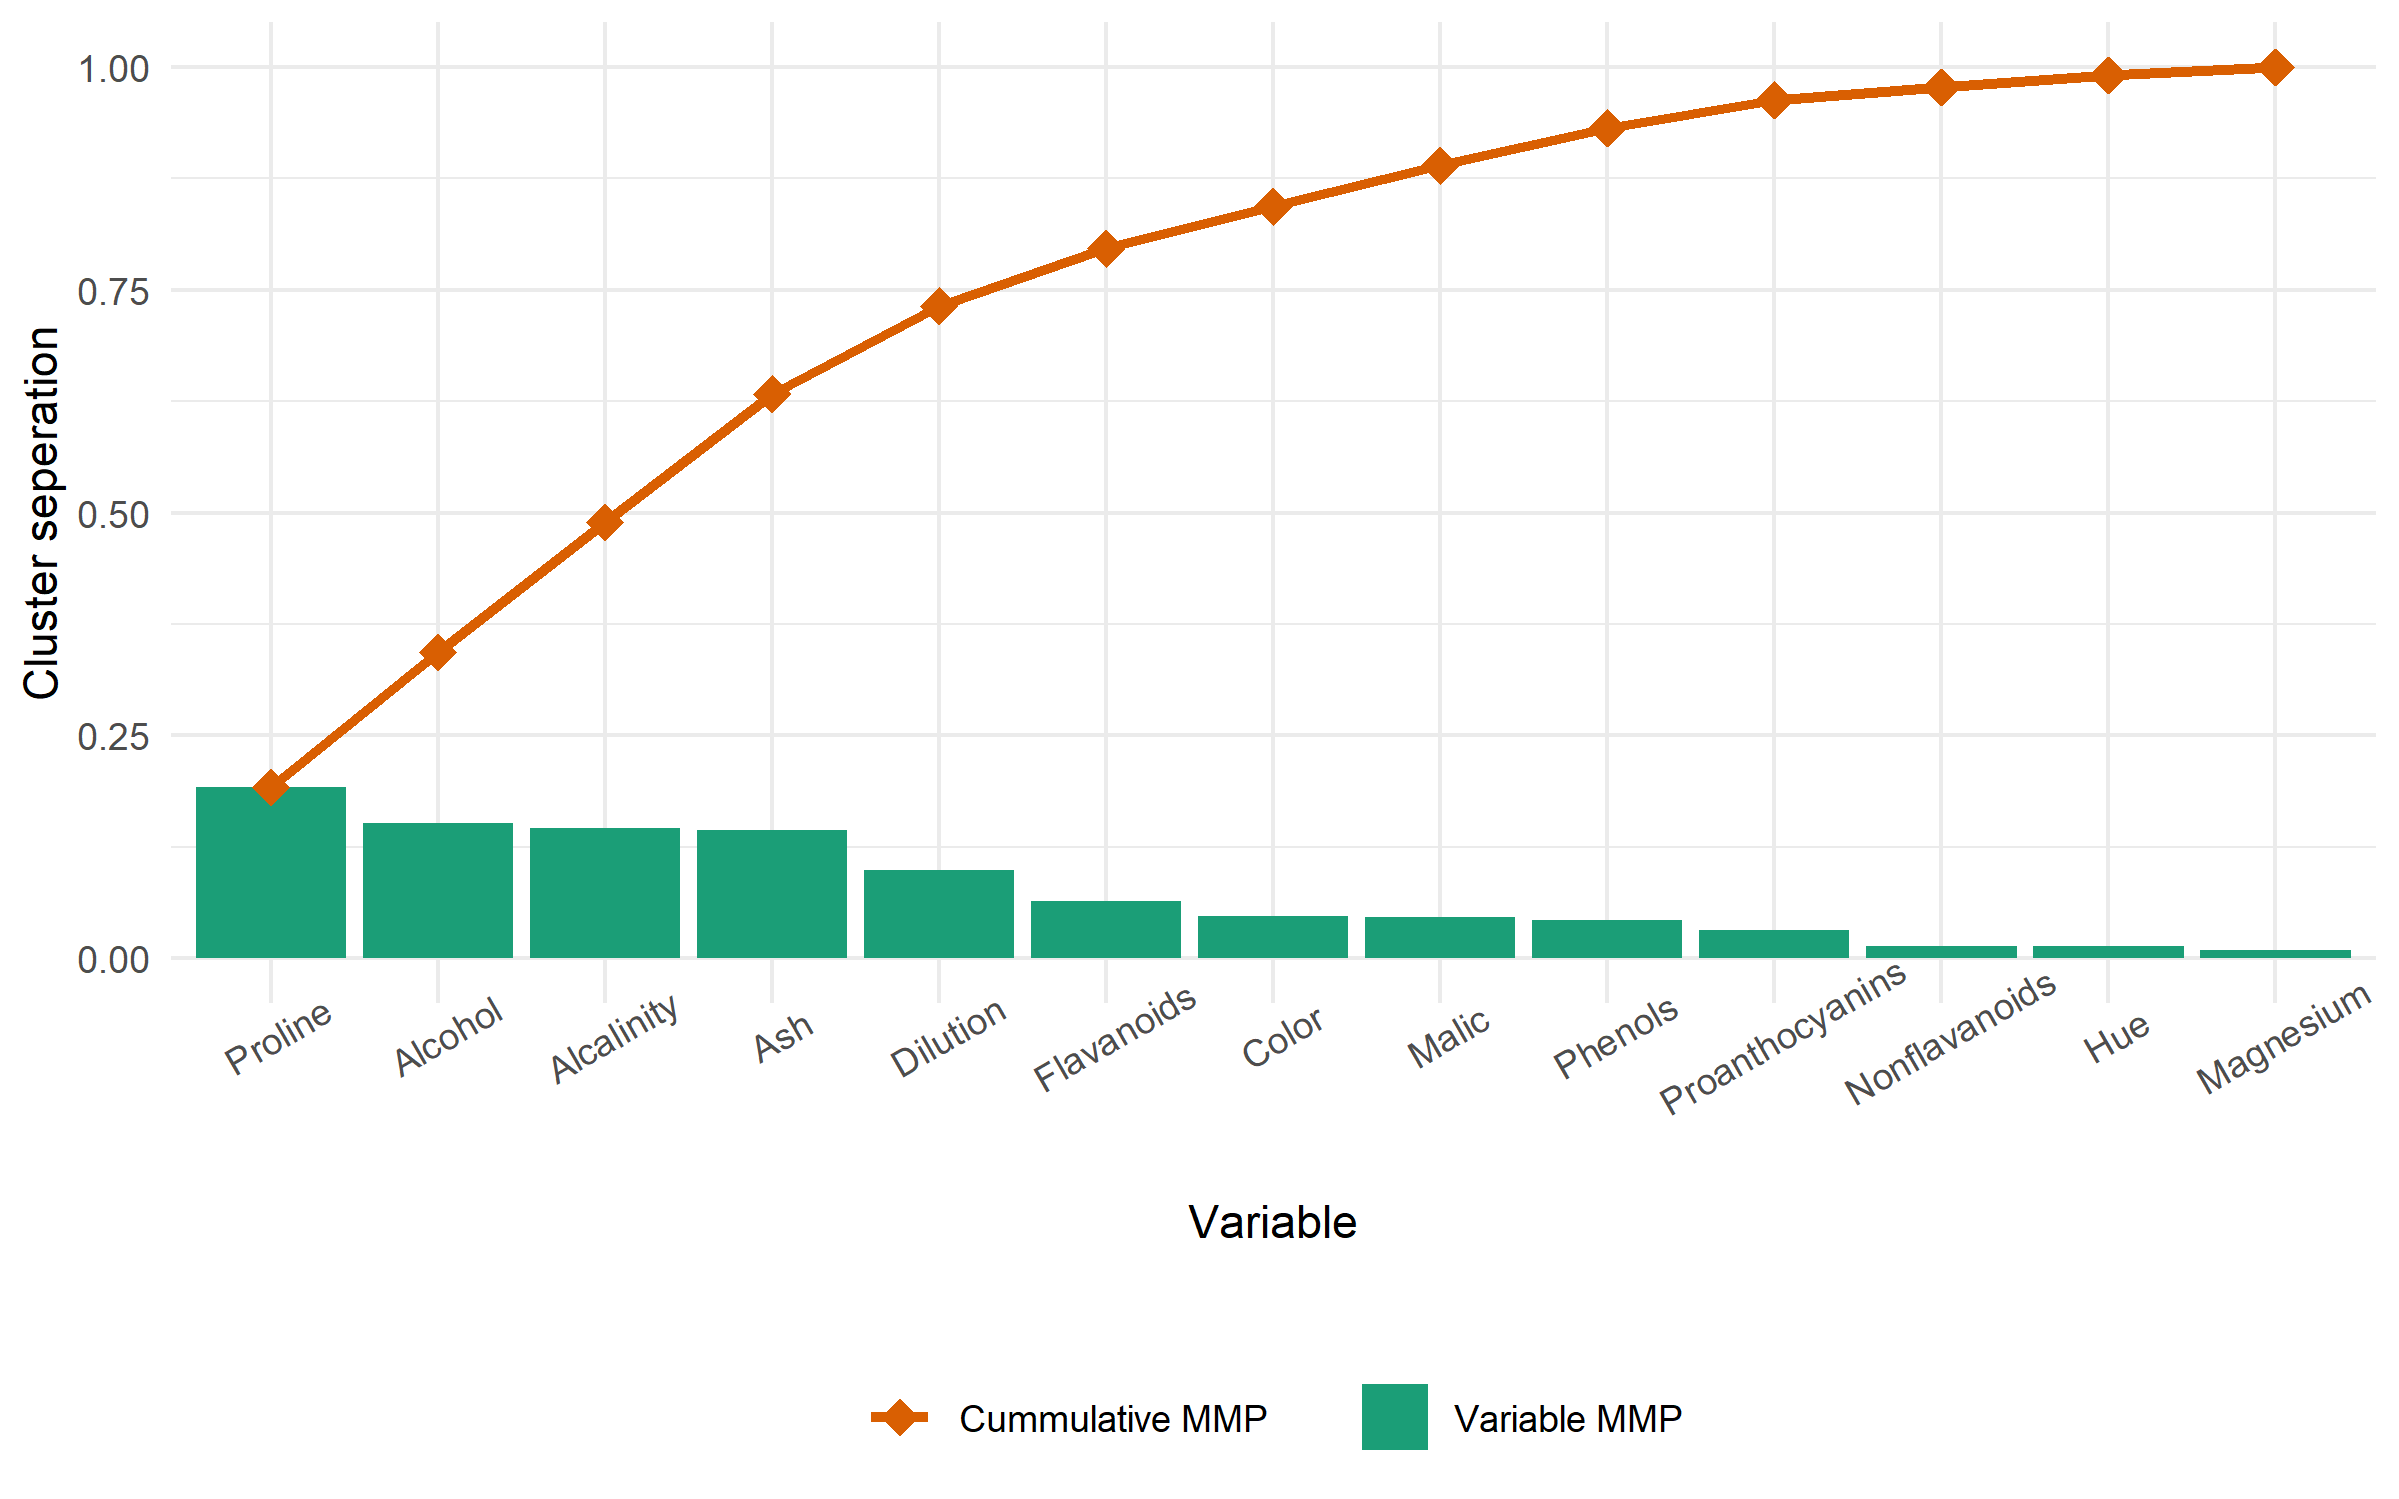 Cluster seperation
1.00
0.75
0.50
0.25
0.00
Proline
Alcohol
Alcalinity
Ash
Dilution
Flavanoids
Color
Malic
Phenols
Proanthocyanins
Nonflavanoids
Hue
Magnesium
Variable
Cummulative MMP
Variable MMP